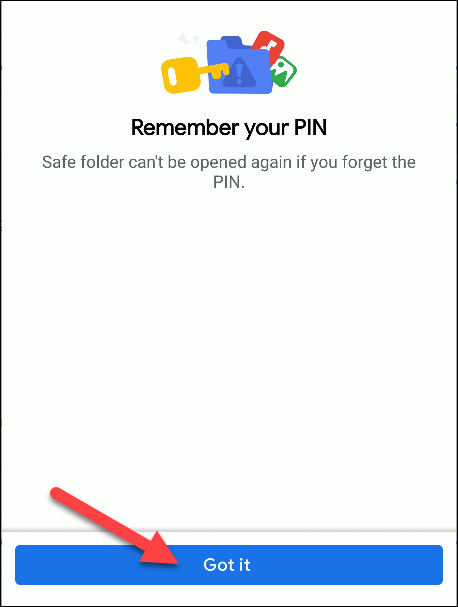 Remember your PIN
Safe folder can't be opened again if you forget the
PIN.
Got it